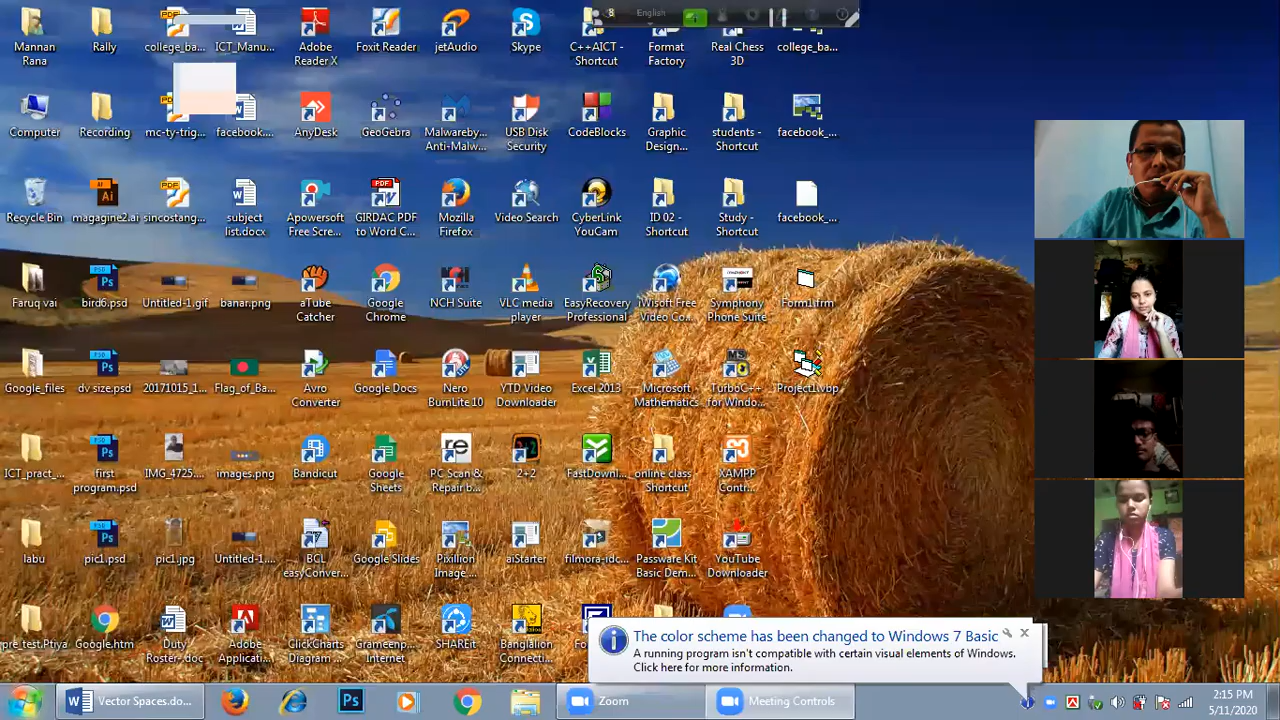 English
Mannan Rana
Rally
college_ba...
ICT_Manu...
Adobe Reader X
Foxit Reader
jetAudio
Skype
C++AICT - Shortcut
Format Factory
Real Chess 3D
college_ba...
Computer
Recording
mc-ty-trig...
facebook....
AnyDesk
GeoGebra
Malwareby... Anti-Malw...
USB Disk Security
CodeBlocks
Graphic Design...
students - Shortcut
facebook_...
Recycle Bin
magagine2.ai
sincostang...
subject list.docx
Apowersoft Free Scre...
GIRDAC PDF to Word C...
Mozilla Firefox
Video Search
CyberLink YouCam
ID 02 - Shortcut
Study - Shortcut
facebook_...
Faruq vai
bird6.psd
Untitled-1.gif
banar.png
aTube Catcher
Google Chrome
NCH Suite
VLC media player
EasyRecovery Professional
iWisoft Free Video Co...
Symphony Phone Suite
Form1.frm
Google_files
dv size.psd
20171015_1...
Flag_of_Ba...
Avro Converter
Google Docs
Nero BurnLite 10
YTD Video Downloader
Excel 2013
Microsoft Mathematics
TurboC++ for Windo...
Project1.vbp
ICT_pract_...
first program.psd
IMG_4725...
images.png
Bandicut
Google Sheets
PC Scan & Repair b...
2+2
FastDownl...
online class Shortcut
XAMPP Contr...
labu
pic1.psd
pic1.jpg
Untitled-1...
BCL easyConver...
Google Slides
Pixillion Image ...
aiStarter
filmora-idc...
Passware Kit Basic Dem...
YouTube Downloader
pre_test.Ptiya
Google.htm
Duty Roster-.doc
Adobe Applicati...
ClickCharts Diagram ...
Grameenp... Internet
SHAREit
Banglalion Connecti...
The color scheme has been changed to Windows 7 Basic
A running program isn't compatible with certain visual elements of Windows.
Click here for more information.
Vector Spaces.do...
Zoom
Meeting Controls
2:15 PM
5/11/2020